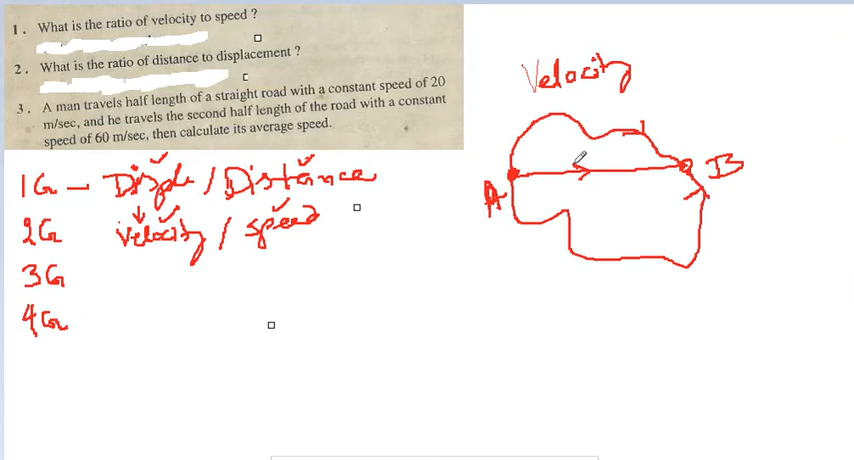 1. What is the ratio of velocity to speed ?
2. What is the ratio of distance to displacement ?
3. A man travels half length of a straight road with a constant speed of 20
m/sec, and he travels the second half length of the road with a constant
speed of 60 m/sec, then calculate its average speed.
1G - Disple / Distance
2G velocity / speed
3G
4G
Velocity
A
B